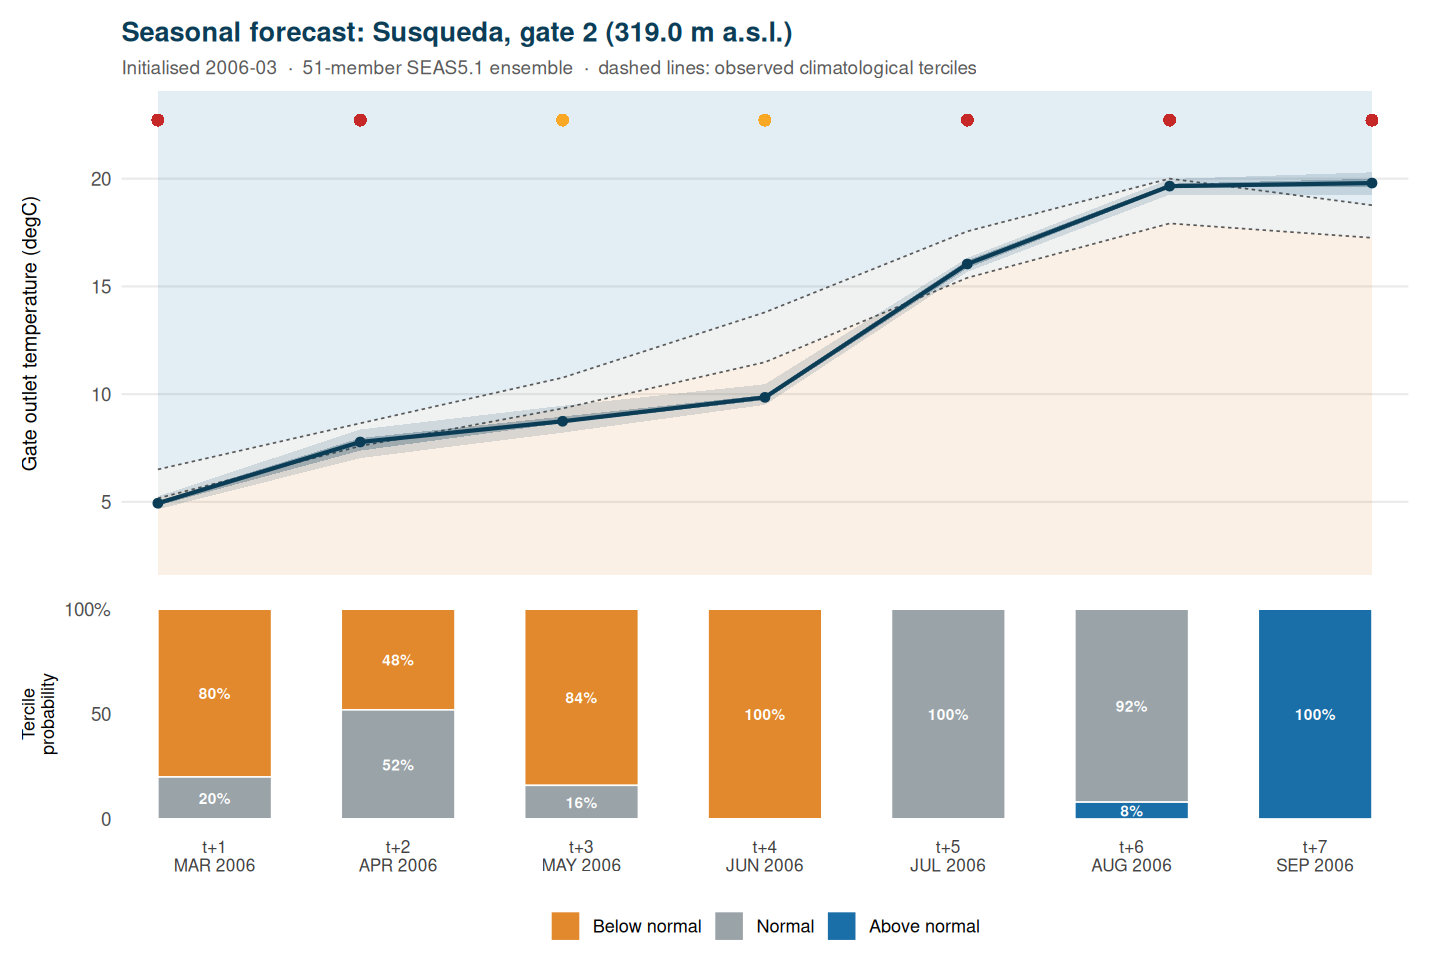 Seasonal forecast: Susqueda, gate 2 (319.0 m a.s.l.)
Initialised 2006-03 · 51-member SEAS5.1 ensemble · dashed lines: observed climatological terciles
Gate outlet temperature (degC)
20
15
10
5
Tercile
probability
100%
50
0
80%
20%
48%
52%
84%
16%
100%
100%
92%
8%
100%
t+1
MAR 2006
t+2
APR 2006
t+3
MAY 2006
t+4
JUN 2006
t+5
JUL 2006
t+6
AUG 2006
t+7
SEP 2006
Below normal
Normal
Above normal